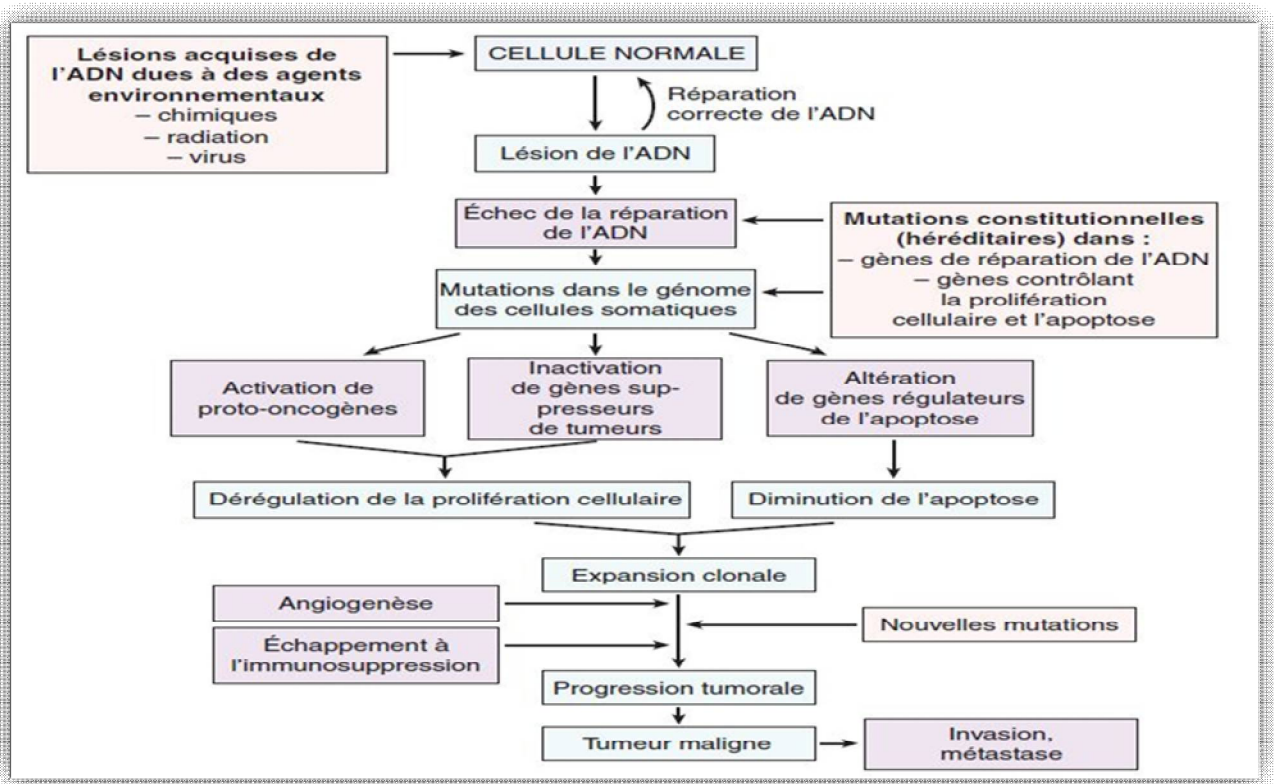 Lésions acquises de
l'ADN dues à des agents
environnementaux
– chimiques
– radiation
– virus
CELLULE NORMALE
Réparation
correcte de l'ADN
Lésion de l'ADN
Échec de la réparation
de l'ADN
Mutations constitutionnelles
(héréditaires) dans :
– gènes de réparation de l'ADN
– gènes contrôlant
la prolifération
cellulaire et l'apoptose
Mutations dans le génome
des cellules somatiques
Activation de
proto-oncogènes
Inactivation
de gènes sup-
presseurs
de tumeurs
Altération
de gènes régulateurs
de l'apoptose
Dérégulation de la prolifération cellulaire
Diminution de l'apoptose
Expansion clonale
Angiogenèse
Nouvelles mutations
Échappement à
l'immunosuppression
Progression tumorale
Tumeur maligne
Invasion,
métastase